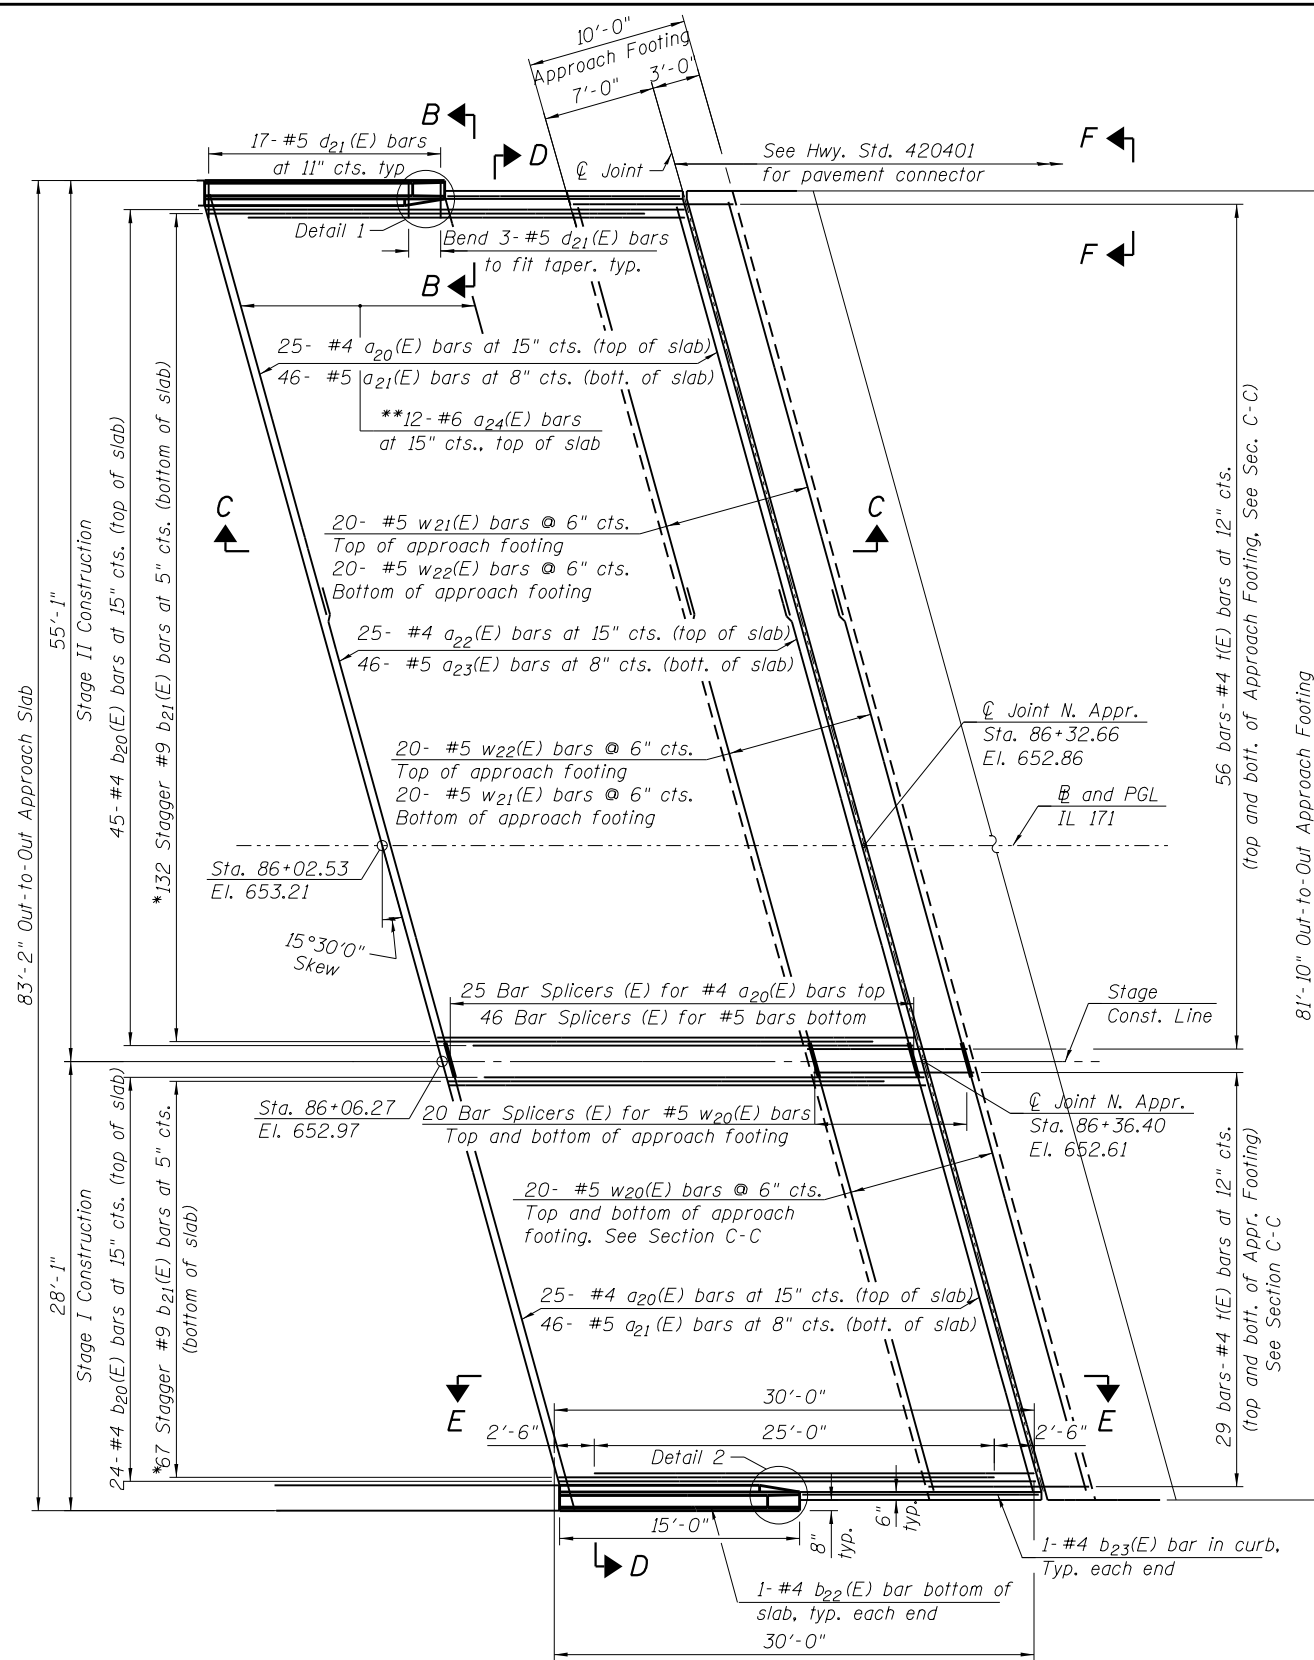 10'-0"
Approach Footing
7'-0"
3'-0"
B
D
F
17-#5 d21(E) bars
at 11" cts. typ
℄ Joint
See Hwy. Std. 420401
for pavement connector
Detail 1
Bend 3-#5 d21(E) bars
to fit taper. typ.
B
F
25- #4 a20(E) bars at 15" cts. (top of slab)
46- #5 a21(E) bars at 8" cts. (bott. of slab)
**12-#6 a24(E) bars
at 15" cts., top of slab
C
C
20- #5 w21(E) bars @ 6" cts.
Top of approach footing
20- #5 w22(E) bars @ 6" cts.
Bottom of approach footing
25- #4 a22(E) bars at 15" cts. (top of slab)
46- #5 a23(E) bars at 8" cts. (bott. of slab)
20- #5 w22(E) bars @ 6" cts.
Top of approach footing
20- #5 w21(E) bars @ 6" cts.
Bottom of approach footing
℄ Joint N. Appr.
Sta. 86+32.66
El. 652.86
℔ and PGL
IL 171
Sta. 86+02.53
El. 653.21
15°30'0"
Skew
25 Bar Splicers (E) for #4 a20(E) bars top
46 Bar Splicers (E) for #5 bars bottom
Stage
Const. Line
Sta. 86+06.27
El. 652.97
20 Bar Splicers (E) for #5 w20(E) bars
Top and bottom of approach footing
℄ Joint N. Appr.
Sta. 86+36.40
El. 652.61
20- #5 w20(E) bars @ 6" cts.
Top and bottom of approach
footing. See Section C-C
25- #4 a20(E) bars at 15" cts. (top of slab)
46- #5 a21(E) bars at 8" cts. (bott. of slab)
E
E
30'-0"
2'-6"
25'-0"
2'-6"
Detail 2
15'-0"
8"
typ.
6"
typ.
D
1-#4 b23(E) bar in curb,
Typ. each end
1-#4 b22(E) bar bottom of
slab, typ. each end
30'-0"
83'-2" Out-to-Out Approach Slab
55'-1"
Stage II Construction
45-#4 b20(E) bars at 15" cts. (top of slab)
*132 Stagger #9 b21(E) bars at 5" cts. (bottom of slab)
28'-1"
Stage I Construction
24-#4 b20(E) bars at 15" cts. (top of slab)
*67 Stagger #9 b21(E) bars at 5" cts.
(bottom of slab)
56 bars-#4 t(E) bars at 12" cts.
(top and bott. of Approach Footing, See Sec. C-C)
29 bars-#4 t(E) bars at 12" cts.
(top and bott. of Appr. Footing)
See Section C-C
81'-10" Out-to-Out Approach Footing